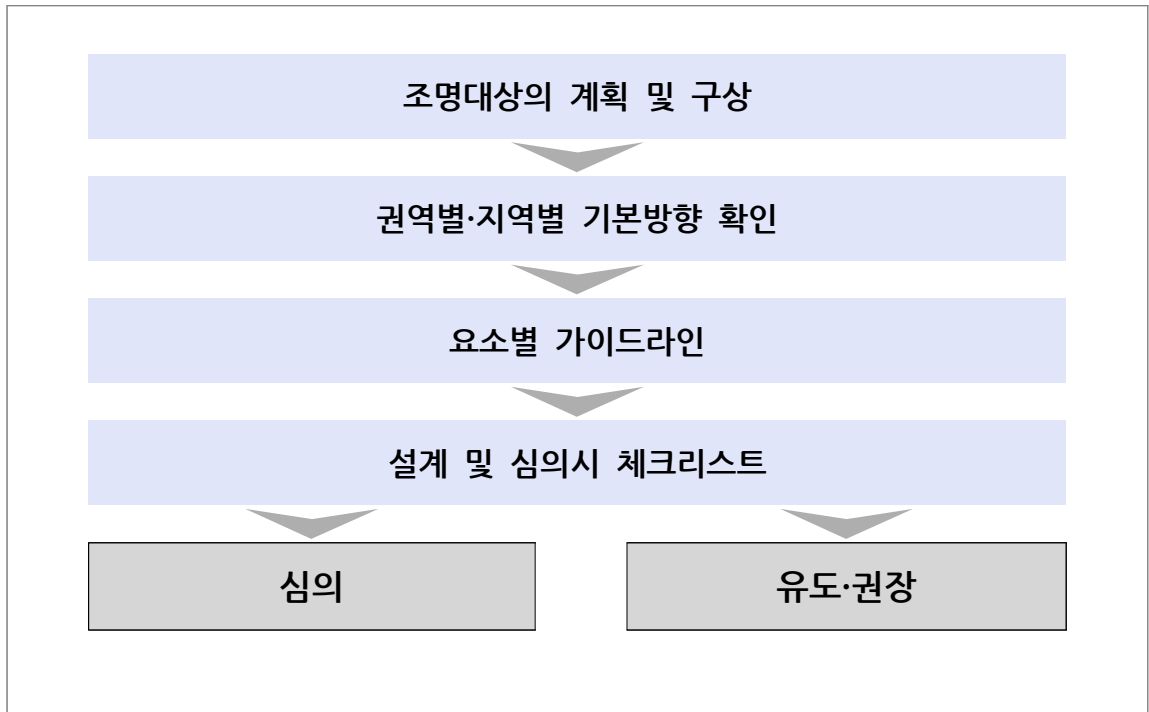 조명대상의 계획 및 구상
권역별·지역별 기본방향 확인
요소별 가이드라인
설계 및 심의시 체크리스트
심의
유도·권장